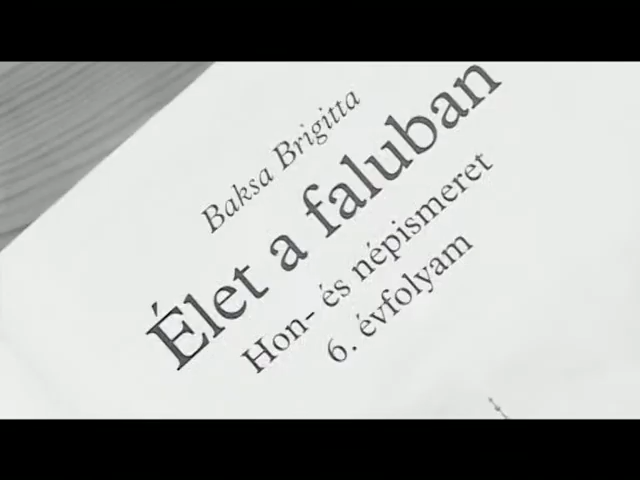 Baksa Brigitta
Élet a faluban
Hon- és népismeret
6. évfolyam